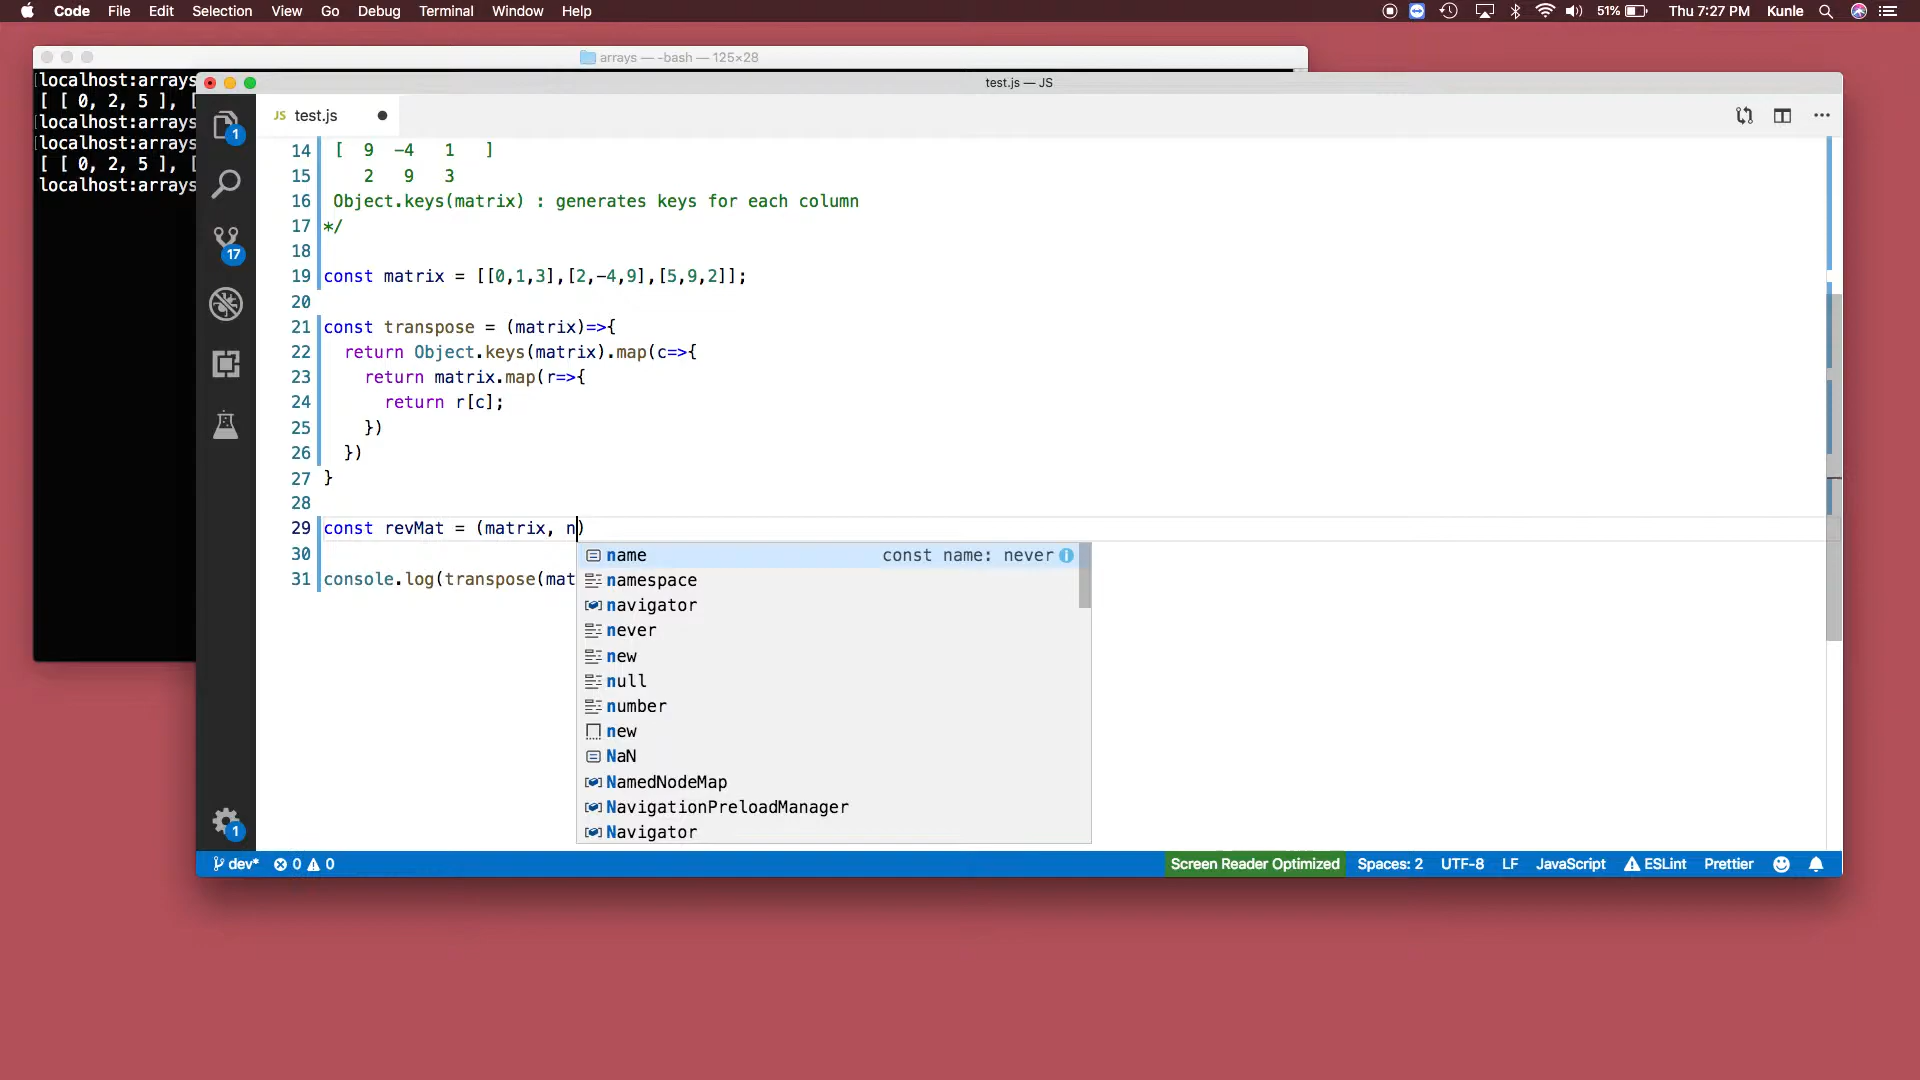 Code File Edit Selection View Go Debug Terminal Window Help 51% Thu 7:27 PM Kunle
arrays — -bash — 125×28
localhost:arrays
[ [ 0, 2, 5 ], [
localhost:arrays
localhost:arrays
[ [ 0, 2, 5 ], [
localhost:arrays
test.js — JS
JS test.js
1
17
1
14 [ 9 -4 1 ]
15 2 9 3
16 Object.keys(matrix) : generates keys for each column
17 */
18
19 const matrix = [[0,1,3],[2,-4,9],[5,9,2]];
20
21 const transpose = (matrix)=>{
22 return Object.keys(matrix).map(c=>{
23 return matrix.map(r=>{
24 return r[c];
25 })
26 })
27 }
28
29 const revMat = (matrix, n)
30
31 console.log(transpose(mat
name const name: never
namespace
navigator
never
new
null
number
new
NaN
NamedNodeMap
NavigationPreloadManager
Navigator
dev* 0 0 Screen Reader Optimized Spaces: 2 UTF-8 LF JavaScript ESLint Prettier